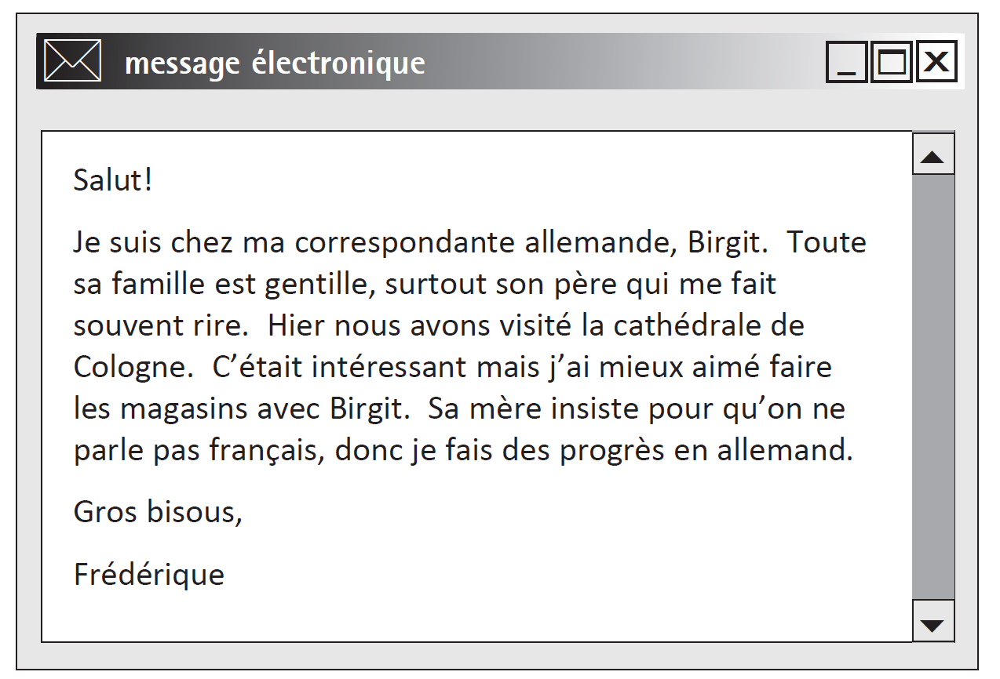 message électronique
Salut!
Je suis chez ma correspondante allemande, Birgit.  Toute
sa famille est gentille, surtout son père qui me fait
souvent rire.  Hier nous avons visité la cathédrale de
Cologne.  C’était intéressant mais j’ai mieux aimé faire
les magasins avec Birgit.  Sa mère insiste pour qu’on ne
parle pas français, donc je fais des progrès en allemand.
Gros bisous,
Frédérique